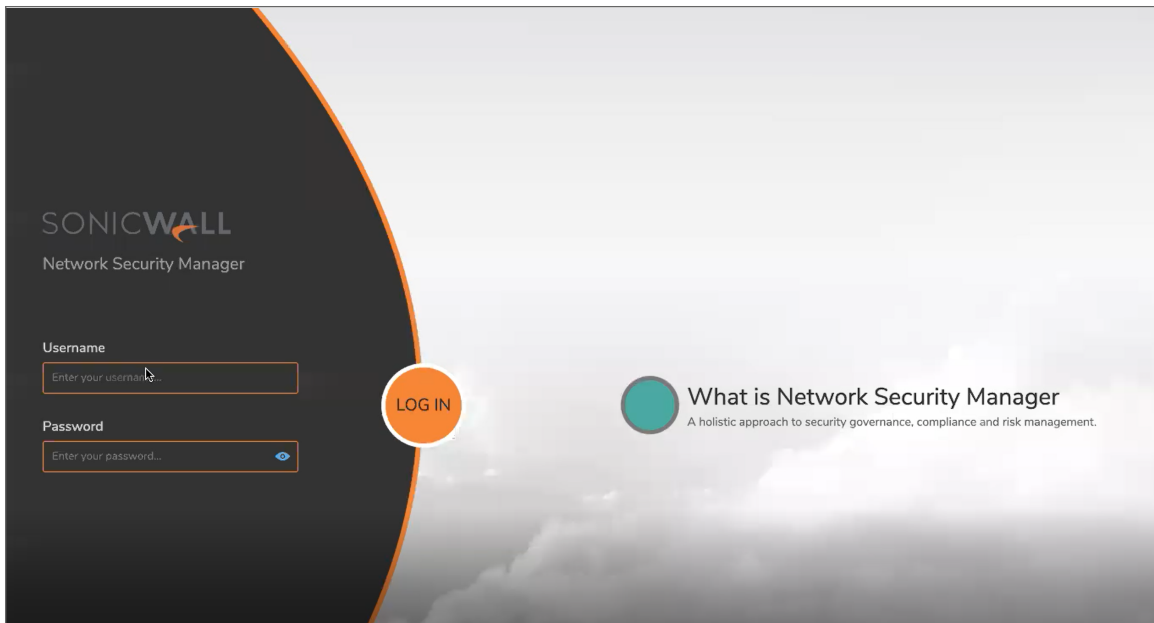 SONICWALL
Network Security Manager
Username
Enter your username...
Password
Enter your password...
LOG IN
What is Network Security Manager
A holistic approach to security governance, compliance and risk management.